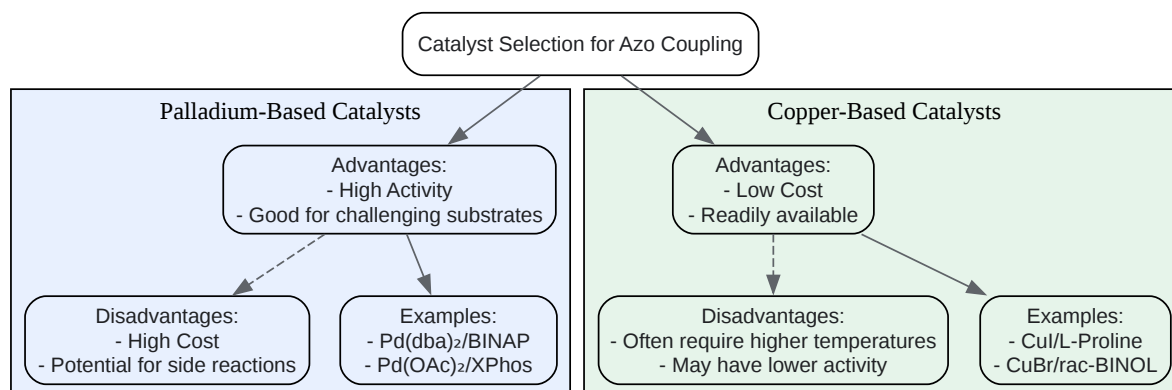 Catalyst Selection for Azo Coupling
Palladium-Based Catalysts
Advantages:
- High Activity
- Good for challenging substrates
Disadvantages:
- High Cost
- Potential for side reactions
Examples:
- Pd(dba)₂/BINAP
- Pd(OAc)₂/XPhos
Copper-Based Catalysts
Advantages:
- Low Cost
- Readily available
Disadvantages:
- Often require higher temperatures
- May have lower activity
Examples:
- CuI/L-Proline
- CuBr/rac-BINOL